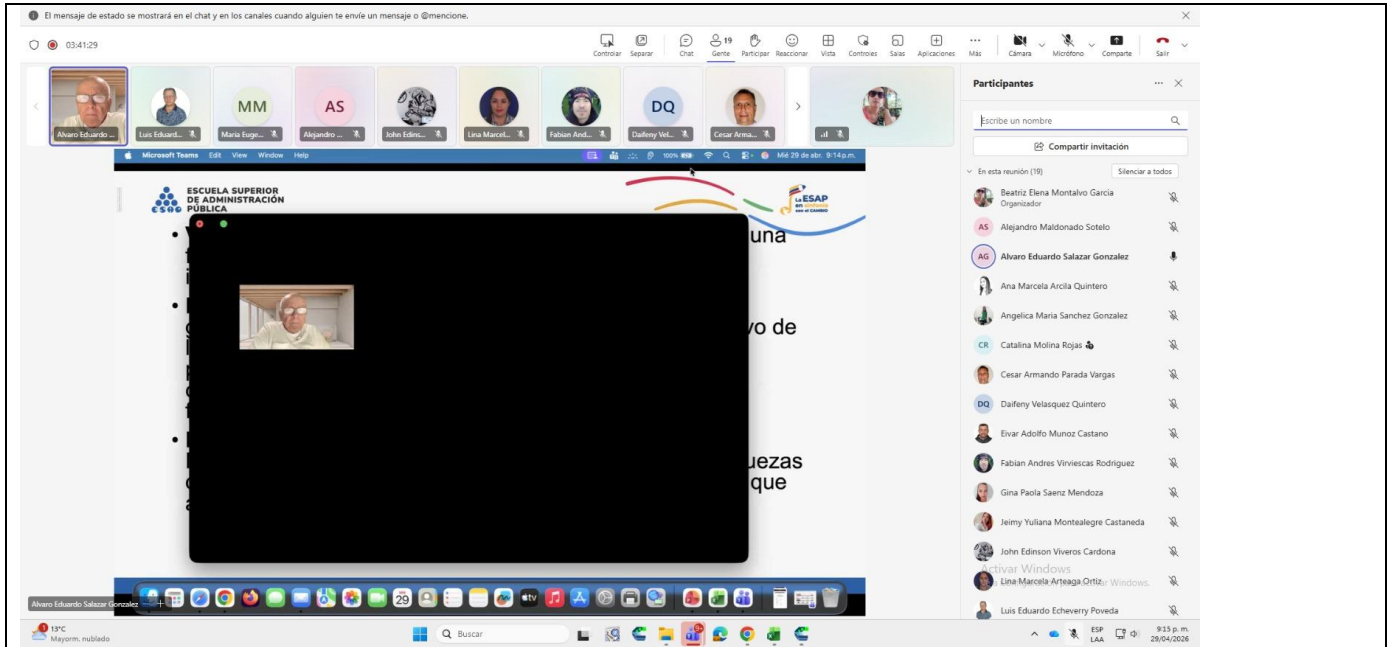 El mensaje de estado se mostrará en el chat y en los canales cuando alguien te envíe un mensaje o @mencione.
03:41:29
Controlar Separar Chat 19 Gente Participar Reaccionar Vista Controles Salas Aplicaciones Más Cámara Micrófono Comparte Salir
MM AS DQ
Alvaro Eduardo ... Luis Eduard... Maria Euge... Alejandro ... John Edins... Lina Marcel... Fabian And... Daifeny Vel... Cesar Arma...
Microsoft Teams Edit View Window Help 100% Mié 29 de abr. 9:14 p.m.
ESCUELA SUPERIOR
DE ADMINISTRACIÓN
PÚBLICA
esap
La ESAP
en sintonía
con el CAMBIO
una
vo de
uezas
que
29
tv
Alvaro Eduardo Salazar Gonzalez
Participantes
Escribe un nombre
Compartir invitación
En esta reunión (19) Silenciar a todos
Beatriz Elena Montalvo Garcia
Organizador
AS Alejandro Maldonado Sotelo
AG Alvaro Eduardo Salazar Gonzalez
Ana Marcela Arcila Quintero
Angelica Maria Sanchez Gonzalez
CR Catalina Molina Rojas
Cesar Armando Parada Vargas
DQ Daifeny Velasquez Quintero
Eivar Adolfo Munoz Castano
Fabian Andres Virviescas Rodriguez
Gina Paola Saenz Mendoza
Jeimy Yuliana Montealegre Castaneda
John Edinson Viveros Cardona
Activar Windows
Lina Marcela Arteaga Ortiz
Windows.
Luis Eduardo Echeverry Poveda
13°C
Mayorm. nublado
Buscar
ESP
LAA
9:15 p. m.
29/04/2026